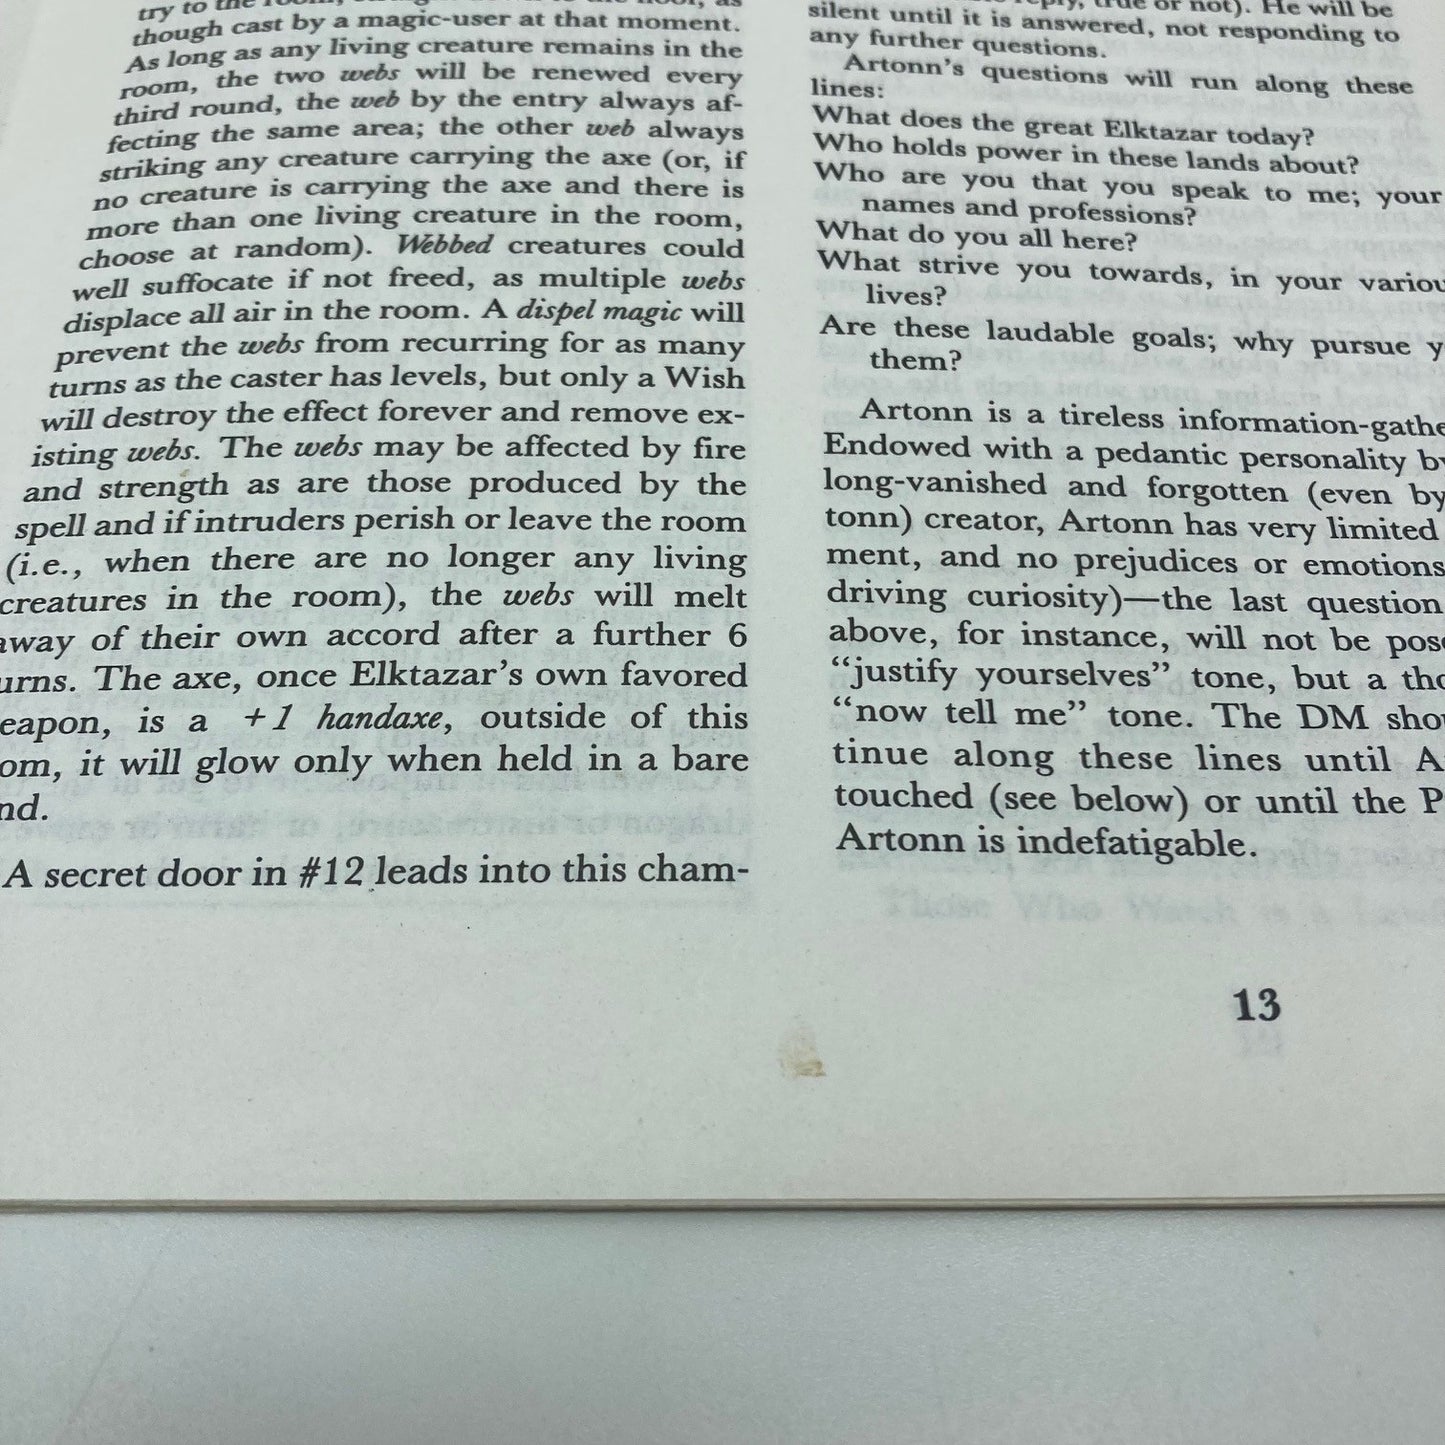 try to the
though cast by a magic-user at that moment.
As long as any living creature remains in the
room, the two webs will be renewed every
third round, the web by the entry always af-
fecting the same area; the other web always
striking any creature carrying the axe (or, if
no creature is carrying the axe and there is
more than one living creature in the room,
choose at random). Webbed creatures could
well suffocate if not freed, as multiple webs
displace all air in the room. A dispel magic will
prevent the webs from recurring for as many
turns as the caster has levels, but only a Wish
will destroy the effect forever and remove ex-
isting webs. The webs may be affected by fire
and strength as are those produced by the
spell and if intruders perish or leave the room
(i.e., when there are no longer any living
creatures in the room), the webs will melt
away of their own accord after a further 6
urns. The axe, once Elktazar's own favored
eapon, is a +1 handaxe, outside of this
om, it will glow only when held in a bare
nd.
A secret door in #12 leads into this cham-
reply, true or not). He will be
silent until it is answered, not responding to
any further questions.
Artonn's questions will run along these
lines:
What does the great Elktazar today?
Who holds power in these lands about?
Who are you that you speak to me; your
names and professions?
What do you all here?
What strive you towards, in your variou
lives?
Are these laudable goals; why pursue y
them?
Artonn is a tireless information-gathe
Endowed with a pedantic personality by
long-vanished and forgotten (even by
tonn) creator, Artonn has very limited
ment, and no prejudices or emotions
driving curiosity)—the last question
above, for instance, will not be pose
“justify yourselves” tone, but a tho
“now tell me” tone. The DM shou
tinue along these lines until A
touched (see below) or until the P
Artonn is indefatigable.
13